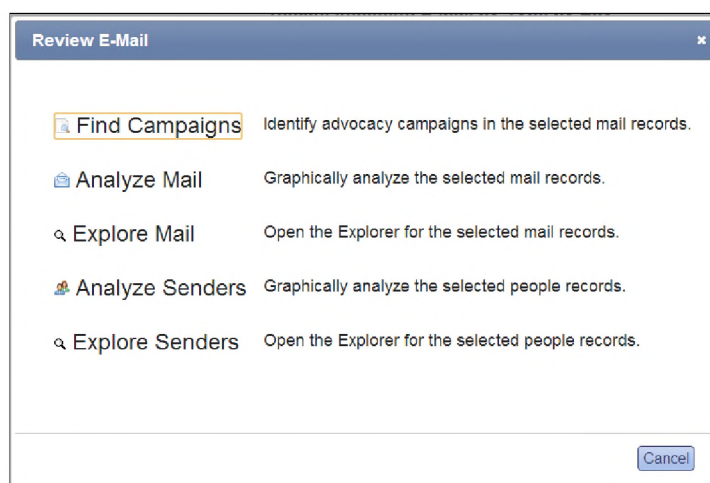 Review E-Mail
Find Campaigns Identify advocacy campaigns in the selected mail records.
Analyze Mail Graphically analyze the selected mail records.
Explore Mail Open the Explorer for the selected mail records.
Analyze Senders Graphically analyze the selected people records.
Explore Senders Open the Explorer for the selected people records.
Cancel